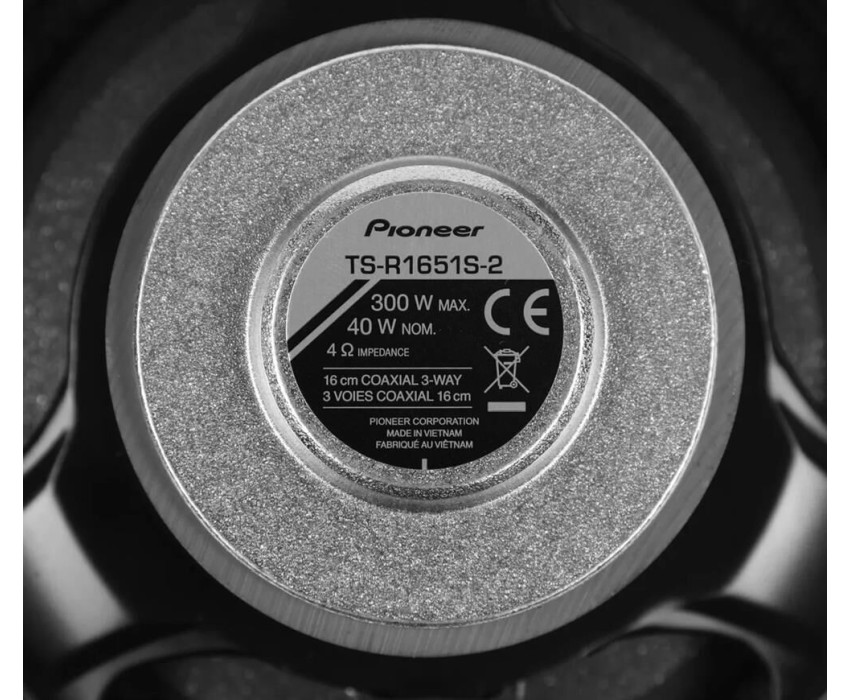 Pioneer
TS-R1651S-2
300 W MAX.
40 W NOM.
CE
4 Ω IMPEDANCE
16 cm COAXIAL 3-WAY
3 VOIES COAXIAL 16 cm
PIONEER CORPORATION
MADE IN VIETNAM
FABRIQUÉ AU VIÊTNAM